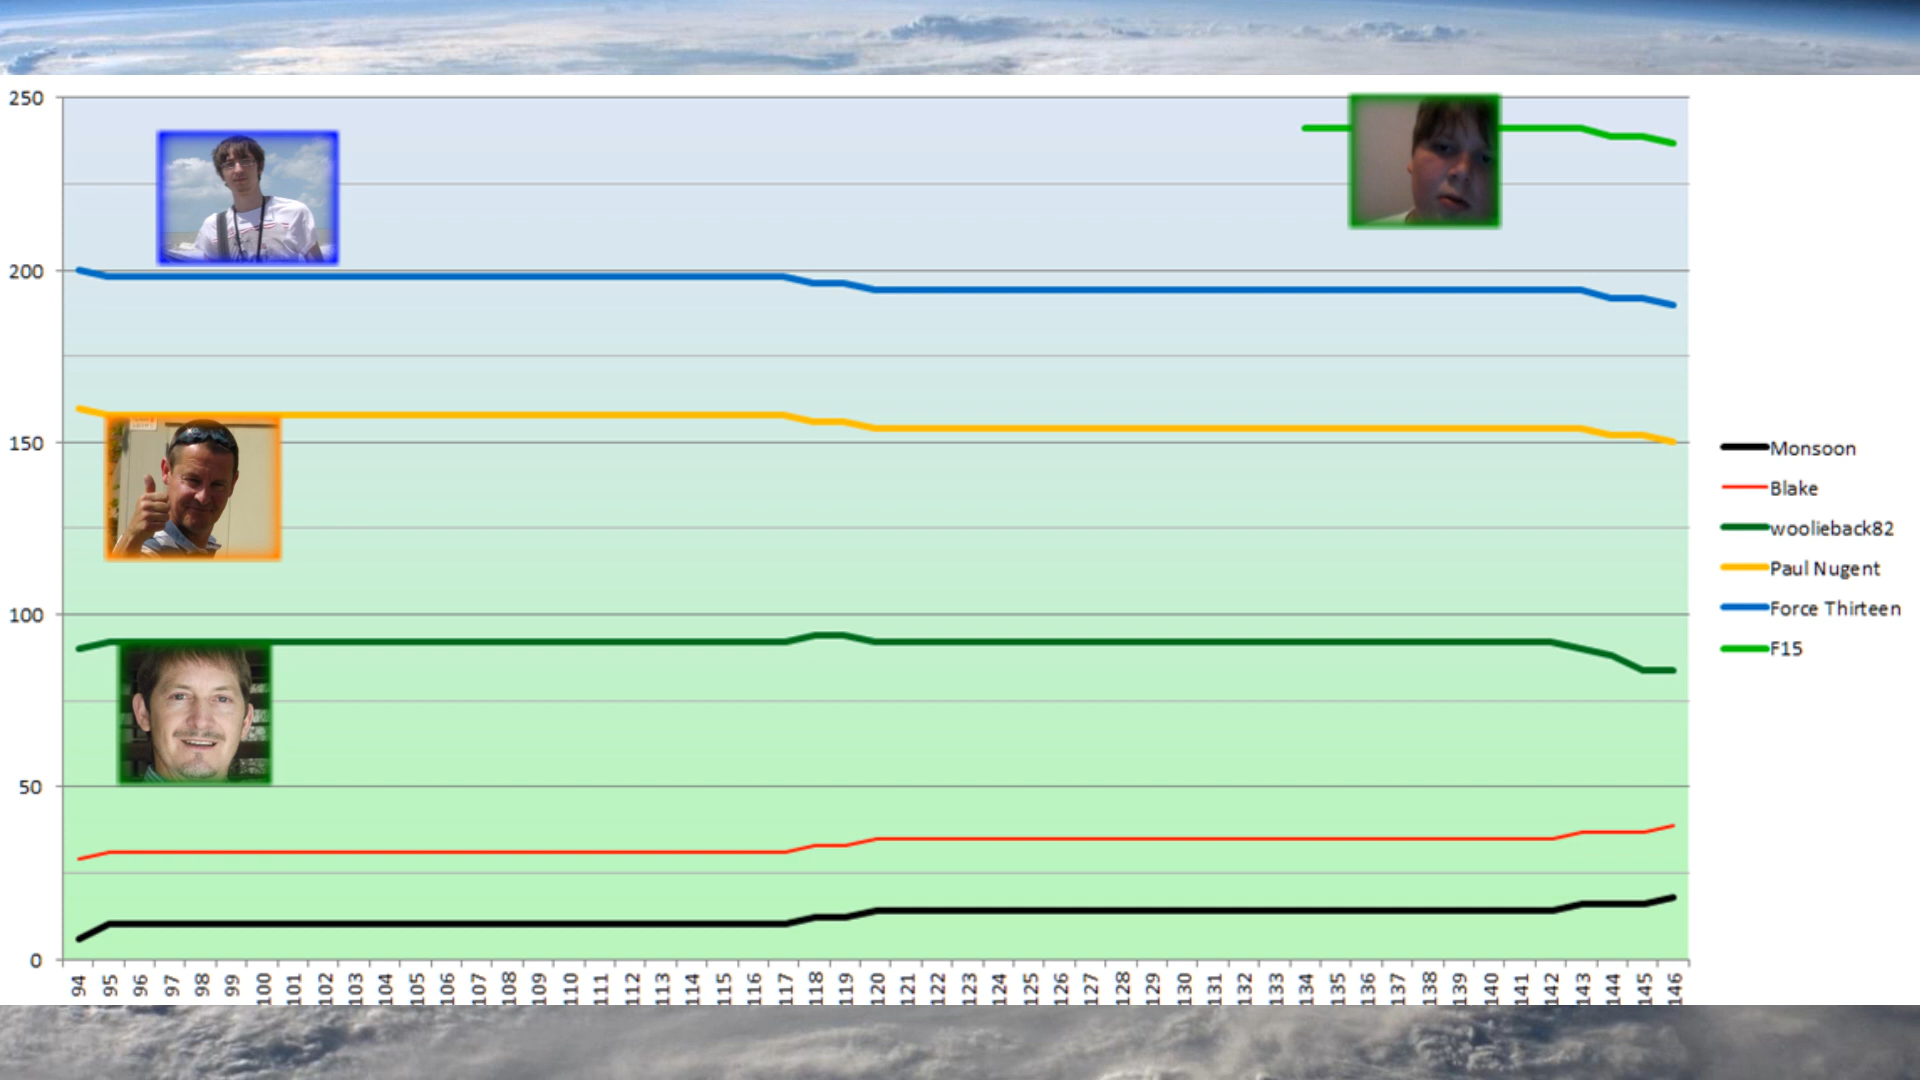 250
200
150
100
50
0
94 95 96 97 98 99 100 101 102 103 104 105 106 107 108 109 110 111 112 113 114 115 116 117 118 119 120 121 122 123 124 125 126 127 128 129 130 131 132 133 134 135 136 137 138 139 140 141 142 143 144 145 146
Monsoon
Blake
woolieback82
Paul Nugent
Force Thirteen
F15